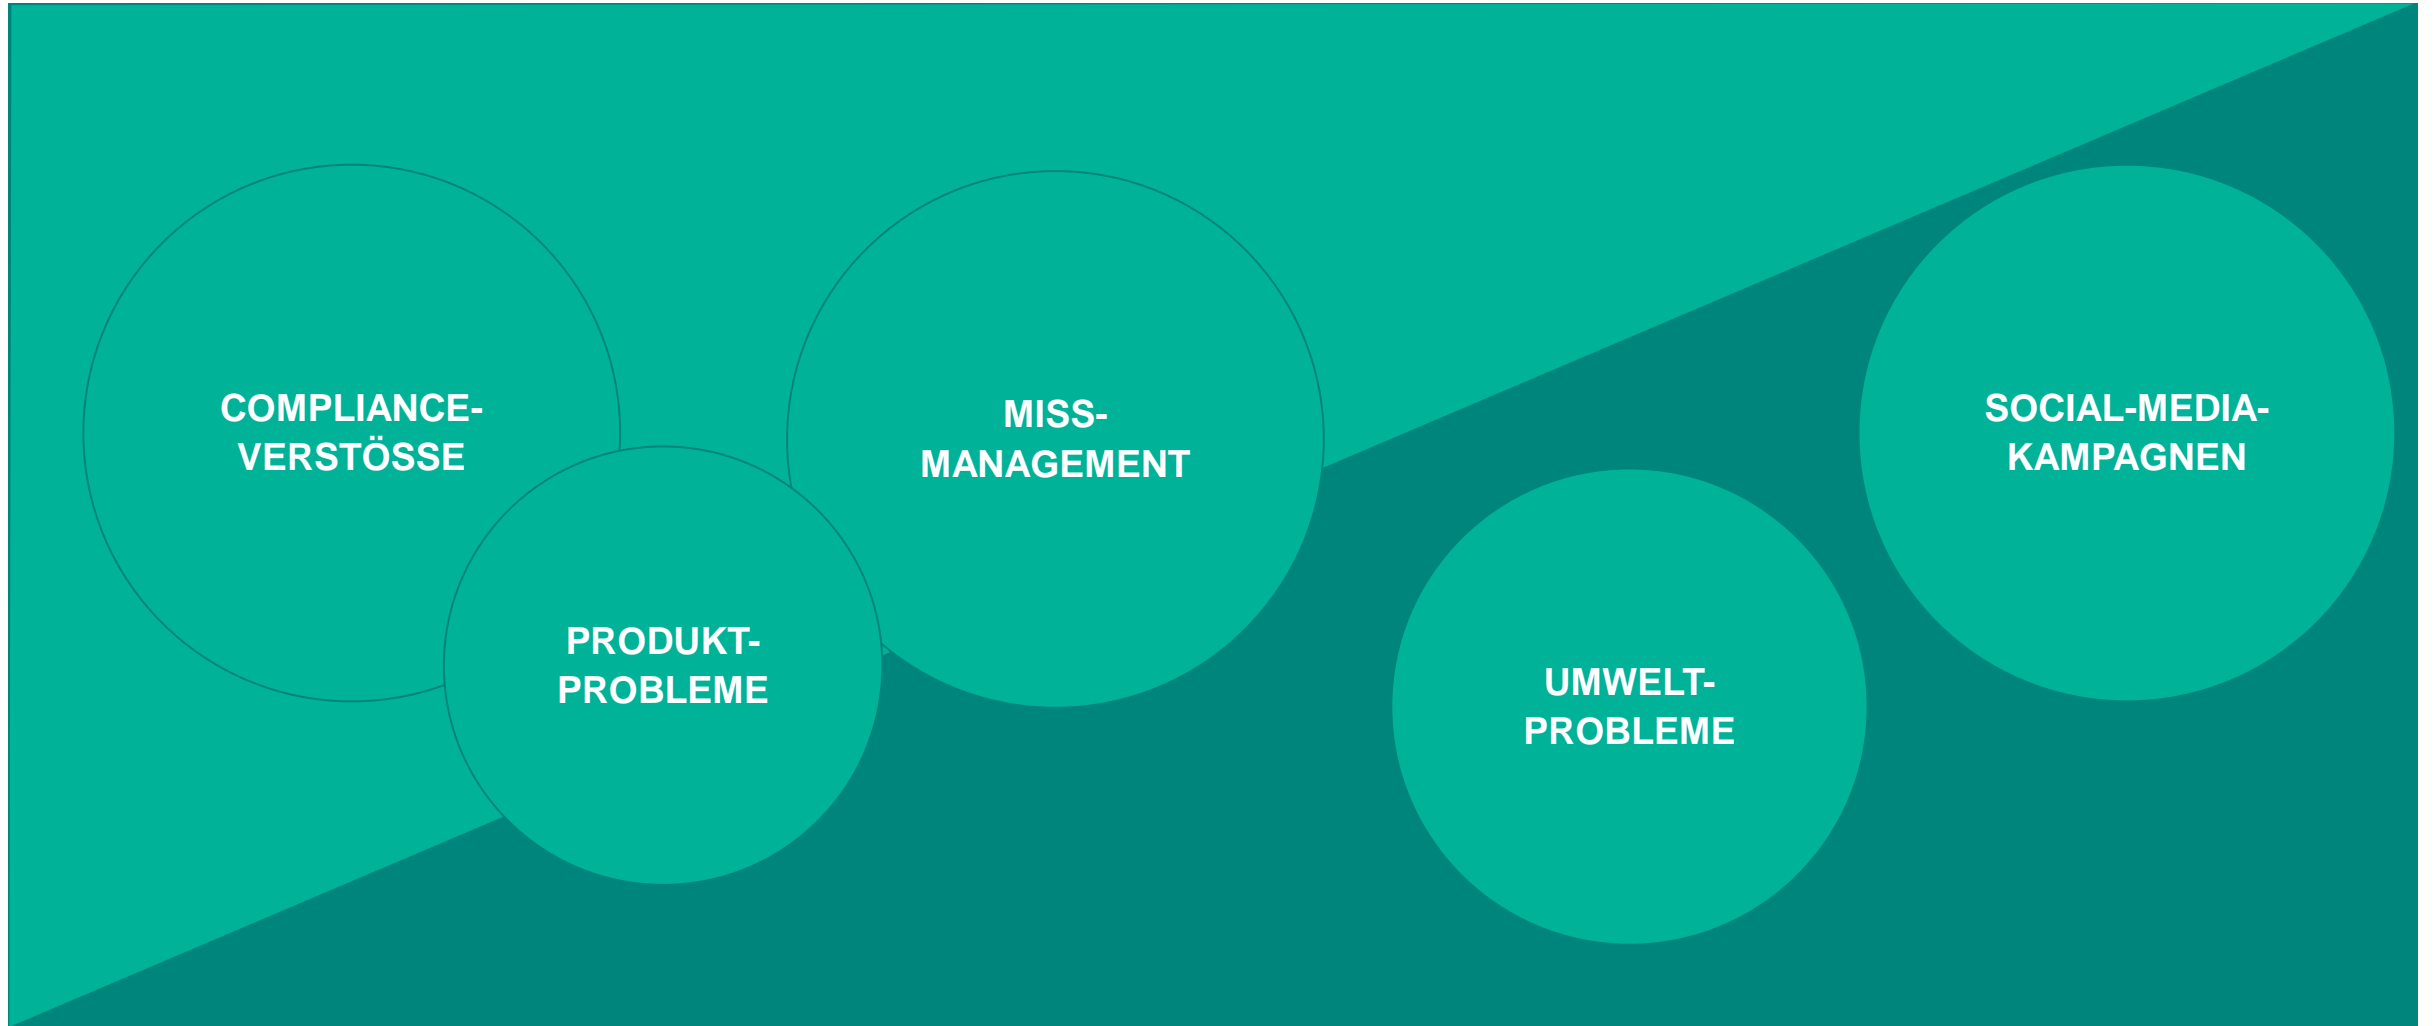 COMPLIANCE-
VERSTÖSSE
PRODUKT-
PROBLEME
MISS-
MANAGEMENT
UMWELT-
PROBLEME
SOCIAL-MEDIA-
KAMPAGNEN